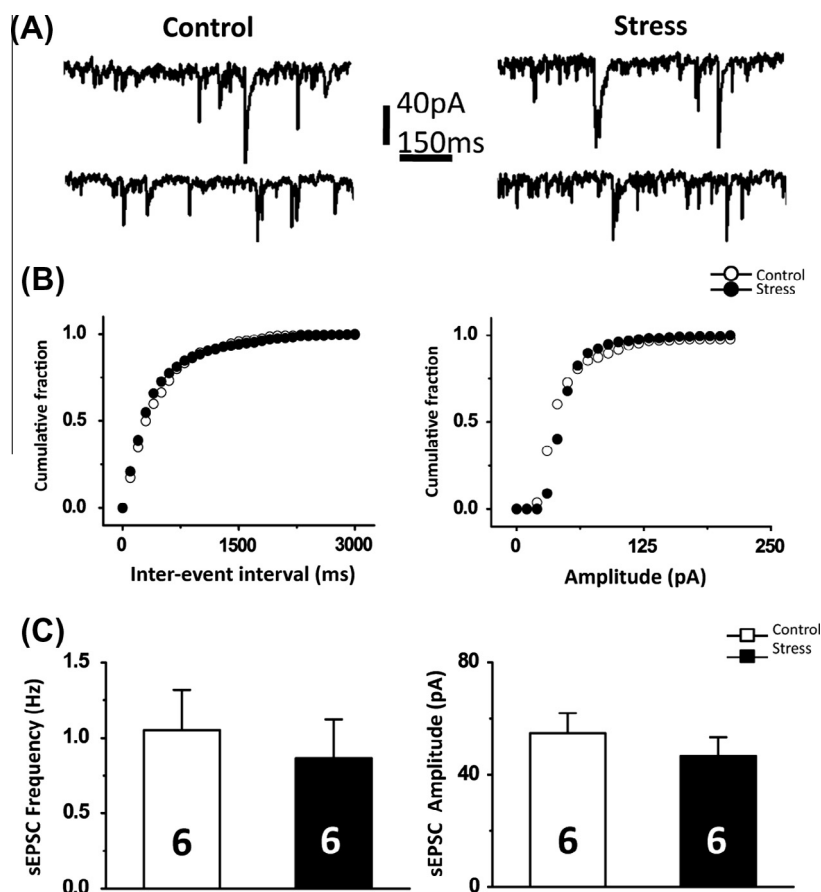 (A)
Control
Stress
40pA
150ms
(B)
Control
Stress
Cumulative fraction
1.0
0.5
0.0
0
1500
3000
Inter-event interval (ms)
Cumulative fraction
1.0
0.5
0.0
0
125
250
Amplitude (pA)
(C)
Control
Stress
sEPSC Frequency (Hz)
1.5
1.0
0.5
0.0
6
6
sEPSC Amplitude (pA)
80
40
0
6
6